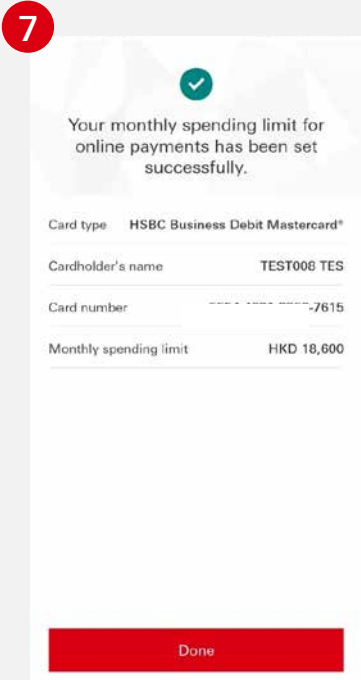 7
Your monthly spending limit for
online payments has been set
successfully.
Card type HSBC Business Debit Mastercard®
Cardholder's name TEST008 TES
Card number -7615
Monthly spending limit HKD 18,600
Done